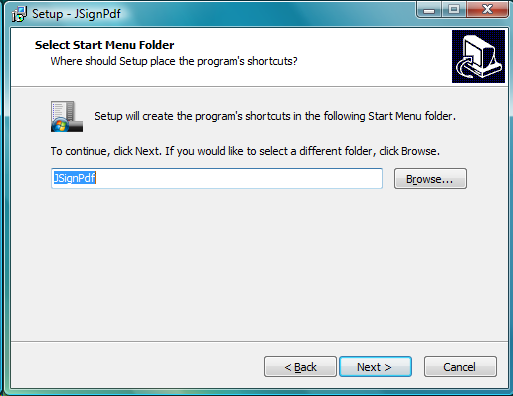 Setup - JSignPdf
Select Start Menu Folder
Where should Setup place the program's shortcuts?
Setup will create the program's shortcuts in the following Start Menu folder.
To continue, click Next. If you would like to select a different folder, click Browse.
JSignPdf
Browse...
< Back
Next >
Cancel